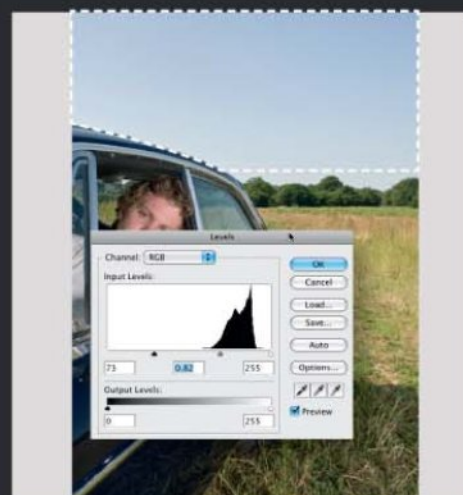 Levels
Channel: RGB
OK
Input Levels:
Cancel
Load...
Save...
Auto
73 0.82 255
Options...
Output Levels:
Preview
0 255